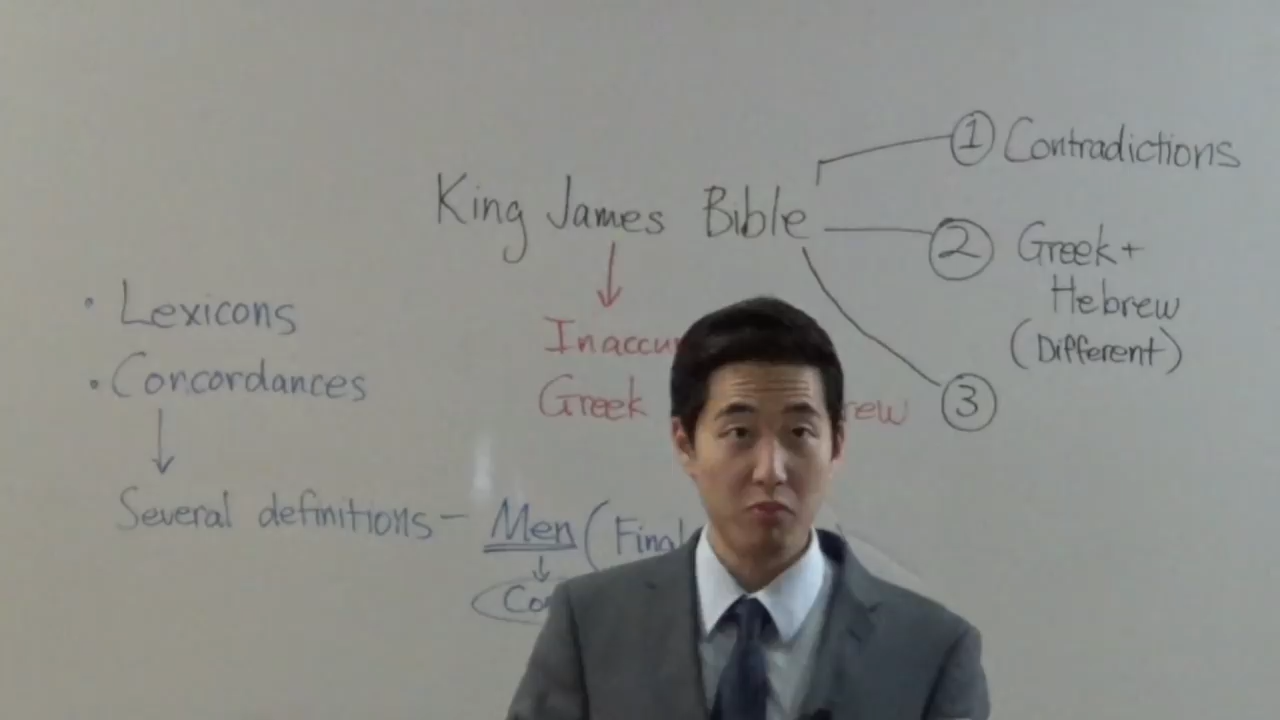 King James Bible
① Contradictions
② Greek +
Hebrew
(Different)
③
Greek
• Lexicons
• Concordances
Several definitions – Men